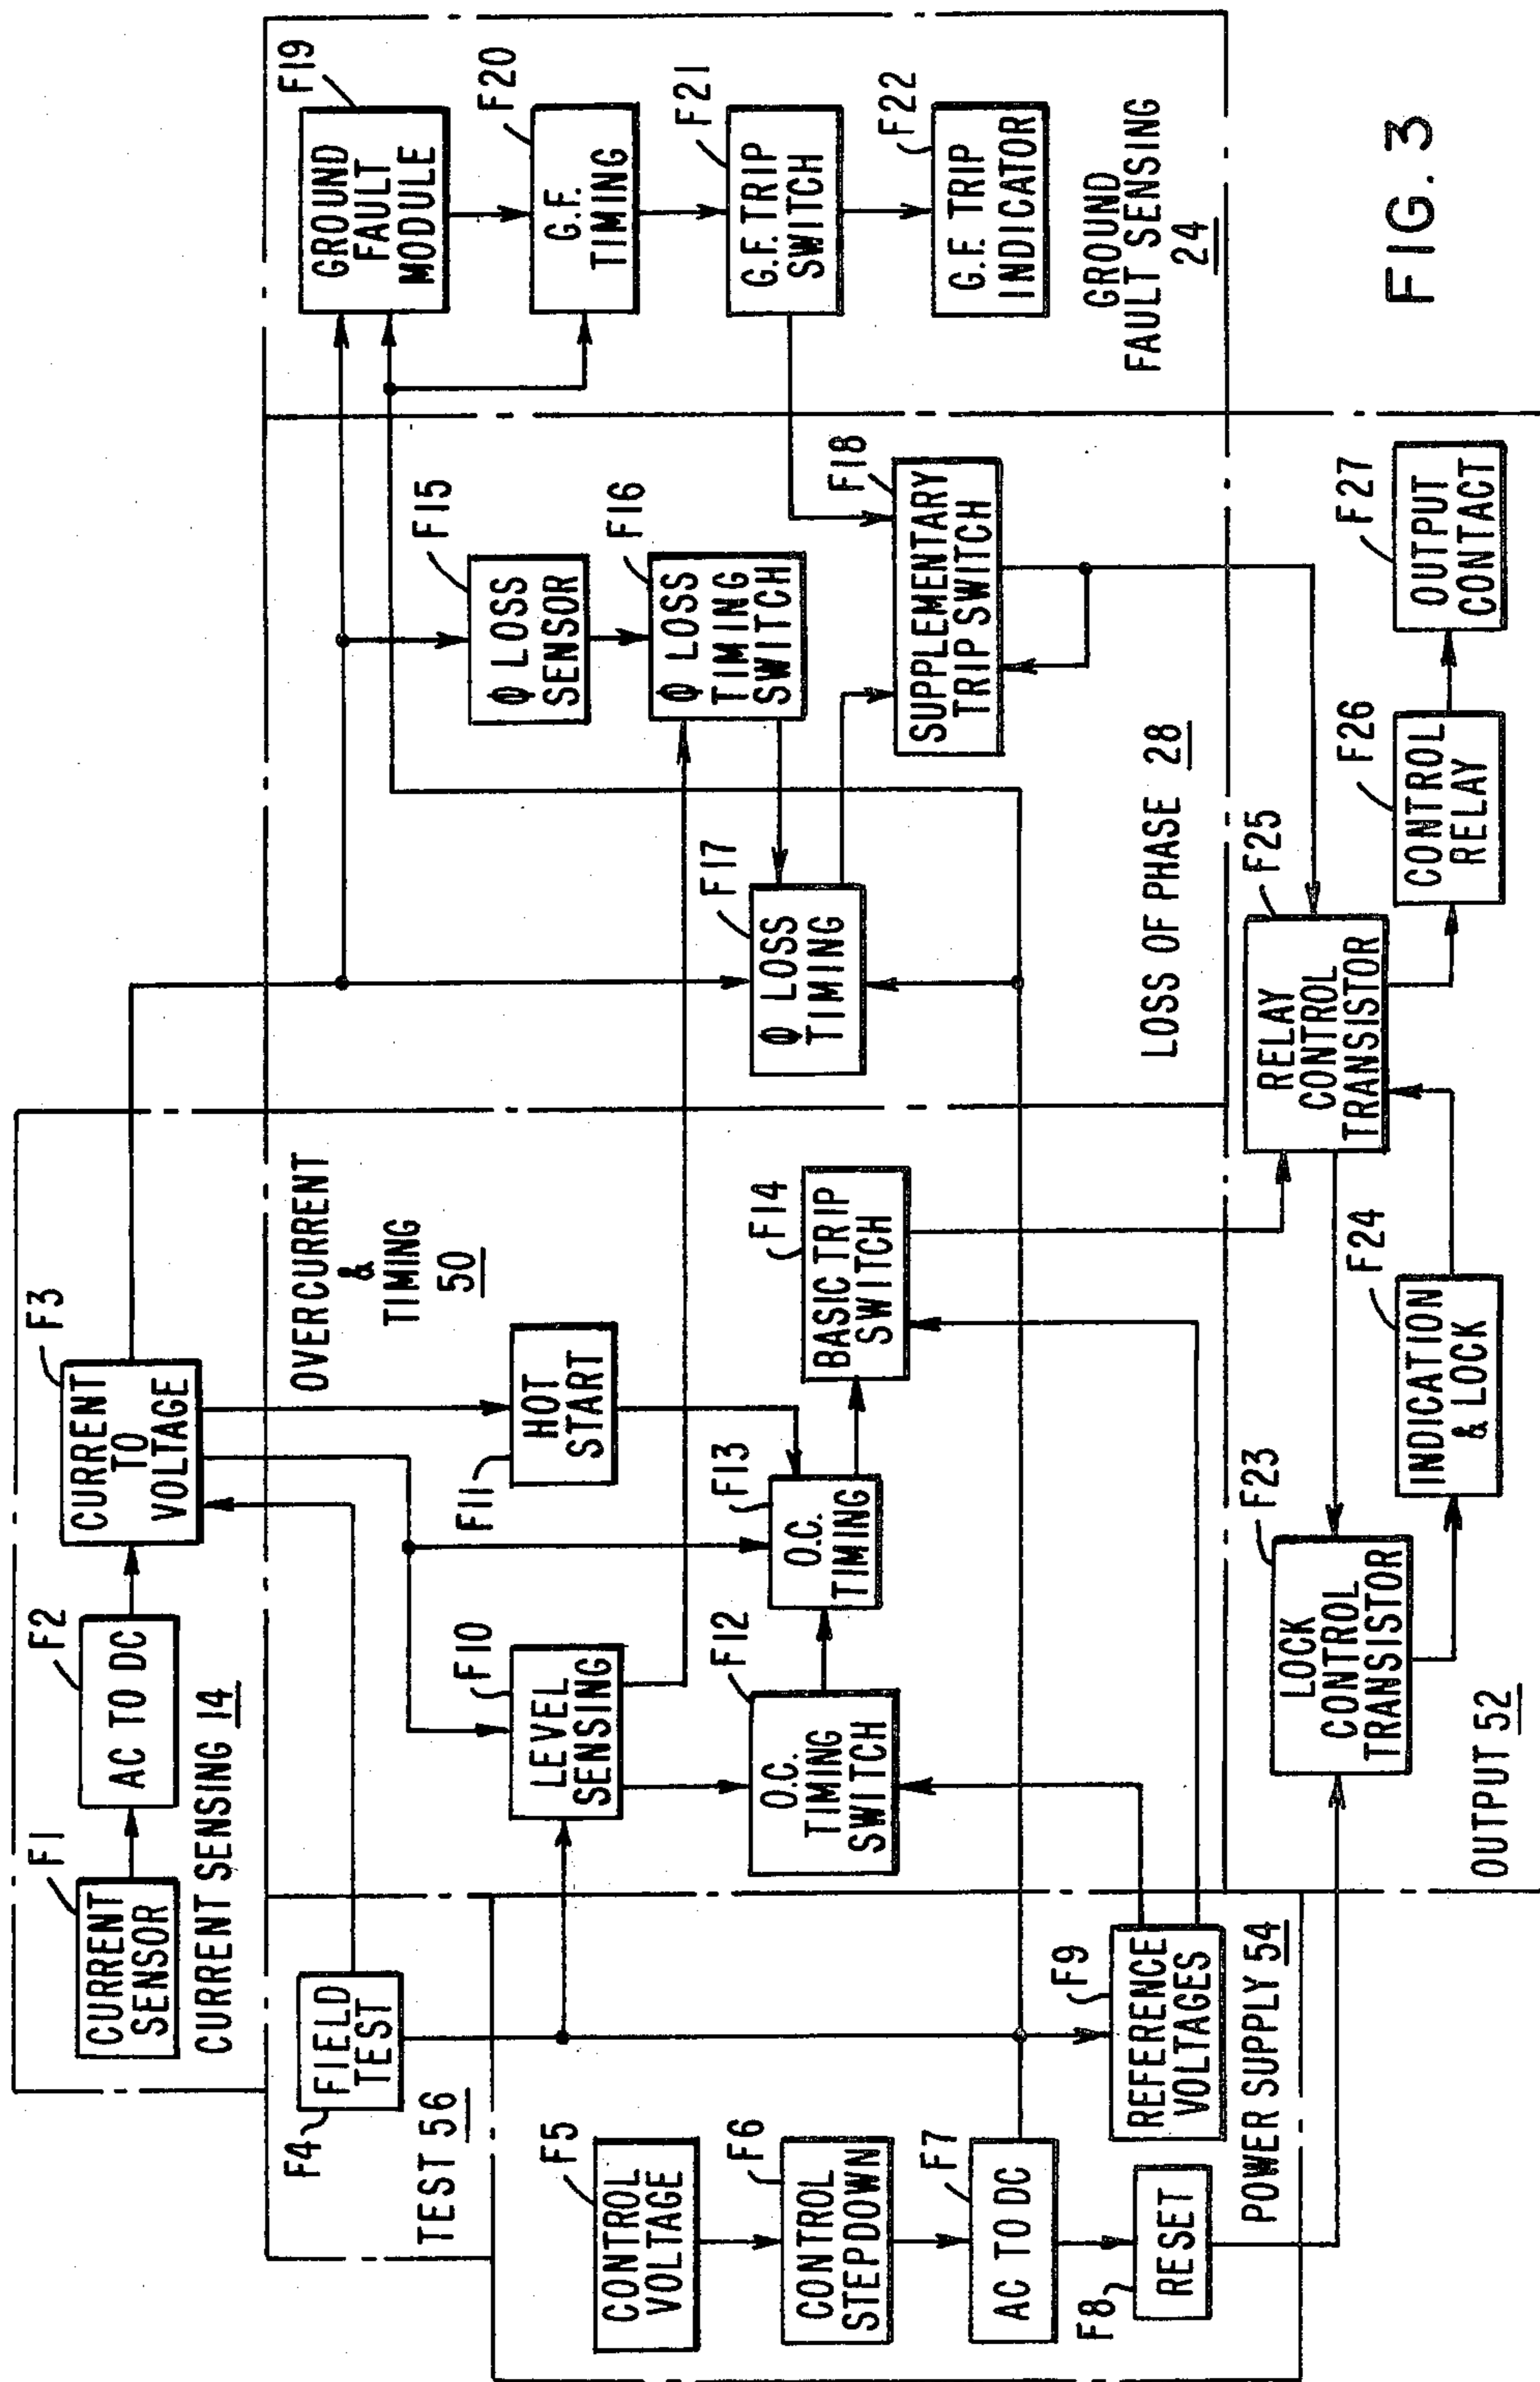 F1
CURRENT
SENSOR
F2
AC TO DC
F3
CURRENT
TO
VOLTAGE
CURRENT SENSING 14
F4
FIELD
TEST
TEST 56
F5
CONTROL
VOLTAGE
F6
CONTROL
STEPDOWN
F7
AC TO DC
F8
RESET
F9
REFERENCE
VOLTAGES
POWER SUPPLY 54
OVERCURRENT
&
TIMING
50
F10
LEVEL
SENSING
F11
HOT
START
F12
O.C.
TIMING
SWITCH
F13
O.C.
TIMING
F14
BASIC TRIP
SWITCH
F15
Φ LOSS
SENSOR
F16
Φ LOSS
TIMING
SWITCH
F17
Φ LOSS
TIMING
F18
SUPPLEMENTARY
TRIP SWITCH
LOSS OF PHASE 28
F19
GROUND
FAULT
MODULE
F20
G.F.
TIMING
F21
G.F. TRIP
SWITCH
F22
G.F. TRIP
INDICATOR
GROUND
FAULT SENSING
24
F23
LOCK
CONTROL
TRANSISTOR
F24
INDICATION
& LOCK
F25
RELAY
CONTROL
TRANSISTOR
F26
CONTROL
RELAY
F27
OUTPUT
CONTACT
OUTPUT 52
FIG. 3